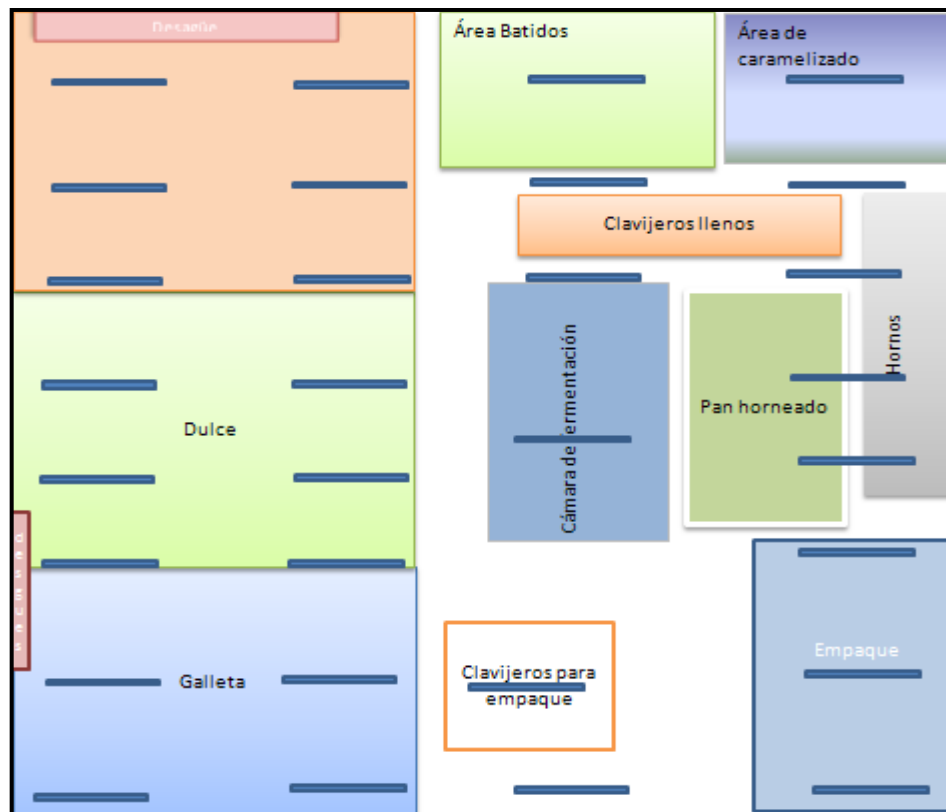 Desagüe
Área Batidos
Área de
caramelizado
Clavijeros llenos
Cámara de fermentación
Pan horneado
Hornos
Dulce
Galleta
Clavijeros para
empaque
Empaque